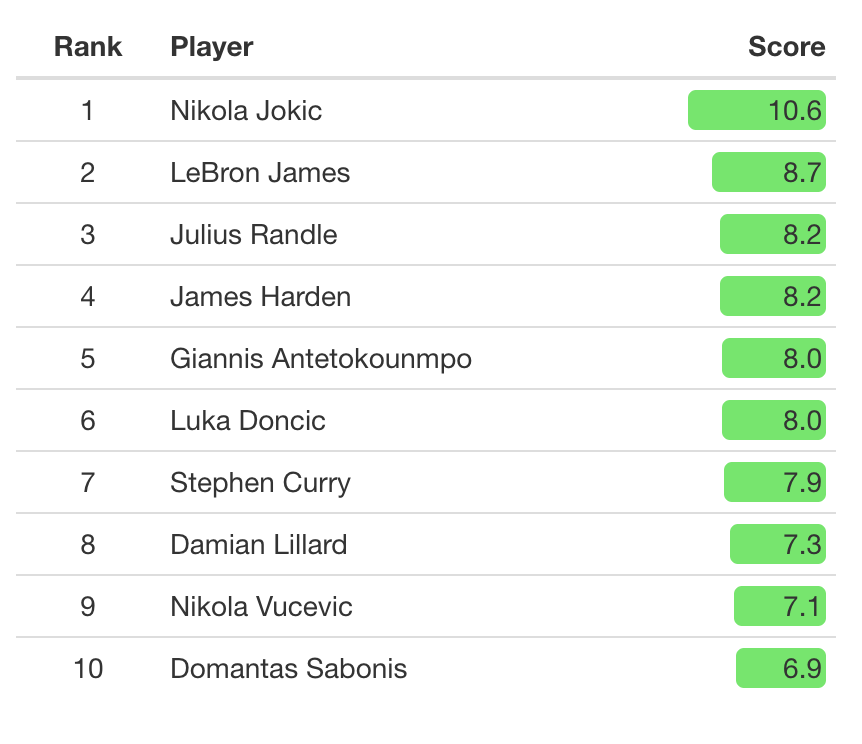 Rank Player Score
1 Nikola Jokic 10.6
2 LeBron James 8.7
3 Julius Randle 8.2
4 James Harden 8.2
5 Giannis Antetokounmpo 8.0
6 Luka Doncic 8.0
7 Stephen Curry 7.9
8 Damian Lillard 7.3
9 Nikola Vucevic 7.1
10 Domantas Sabonis 6.9